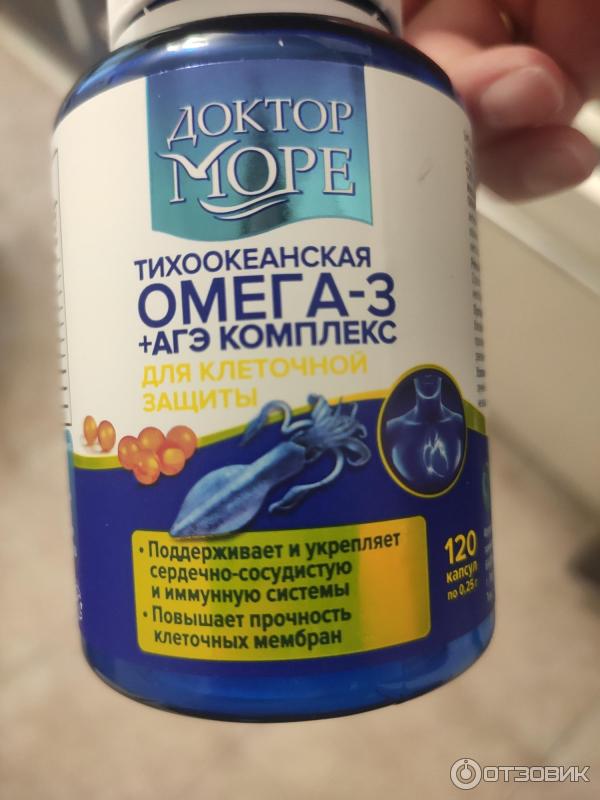 ДОКТОР
МОРЕ
ТИХООКЕАНСКАЯ
ОМЕГА-3
+АГЭ КОМПЛЕКС
ДЛЯ КЛЕТОЧНОЙ
ЗАЩИТЫ
• Поддерживает и укрепляет
сердечно-сосудистую
и иммунную системы
• Повышает прочность
клеточных мембран
120
капсул
по 0,25 г
ОТЗОВИК